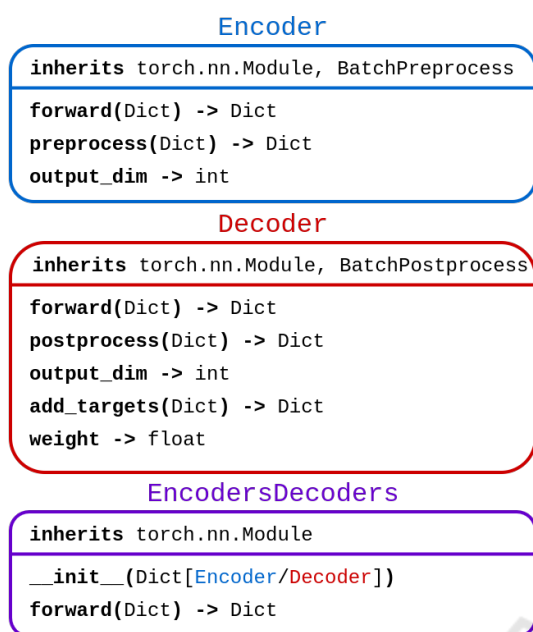 Encoder
inherits torch.nn.Module, BatchPreprocess
forward(Dict) -> Dict
preprocess(Dict) -> Dict
output_dim -> int
Decoder
inherits torch.nn.Module, BatchPostprocess
forward(Dict) -> Dict
postprocess(Dict) -> Dict
output_dim -> int
add_targets(Dict) -> Dict
weight -> float
EncodersDecoders
inherits torch.nn.Module
__init__(Dict[Encoder/Decoder])
forward(Dict) -> Dict